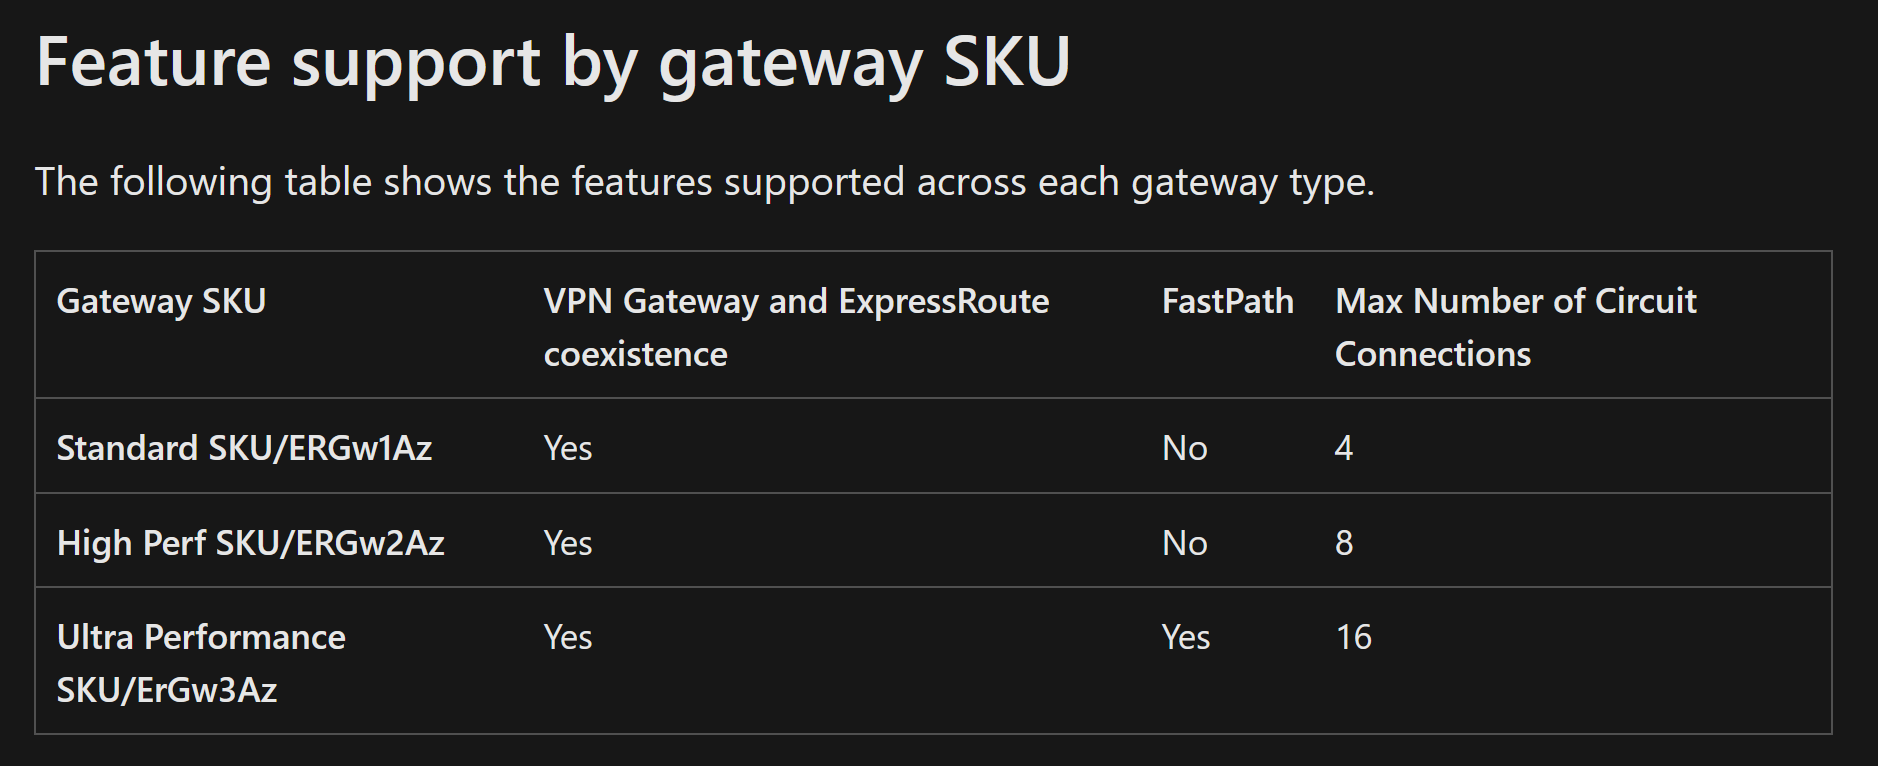 Feature support by gateway SKU
The following table shows the features supported across each gateway type.
Gateway SKU
VPN Gateway and ExpressRoute
coexistence
FastPath
Max Number of Circuit
Connections
Standard SKU/ERGw1Az
Yes
No
4
High Perf SKU/ERGw2Az
Yes
No
8
Ultra Performance
SKU/ErGw3Az
Yes
Yes
16